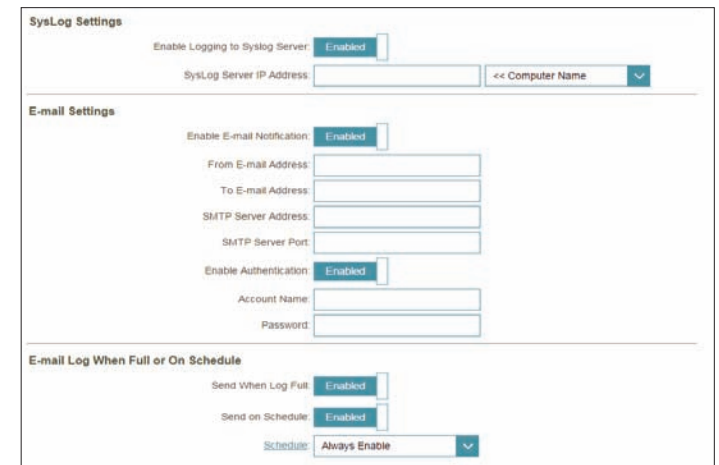 SysLog Settings
Enable Logging to Syslog Server: Enabled
SysLog Server IP Address: << Computer Name
E-mail Settings
Enable E-mail Notification: Enabled
From E-mail Address:
To E-mail Address:
SMTP Server Address:
SMTP Server Port:
Enable Authentication: Enabled
Account Name:
Password:
E-mail Log When Full or On Schedule
Send When Log Full: Enabled
Send on Schedule: Enabled
Schedule: Always Enable